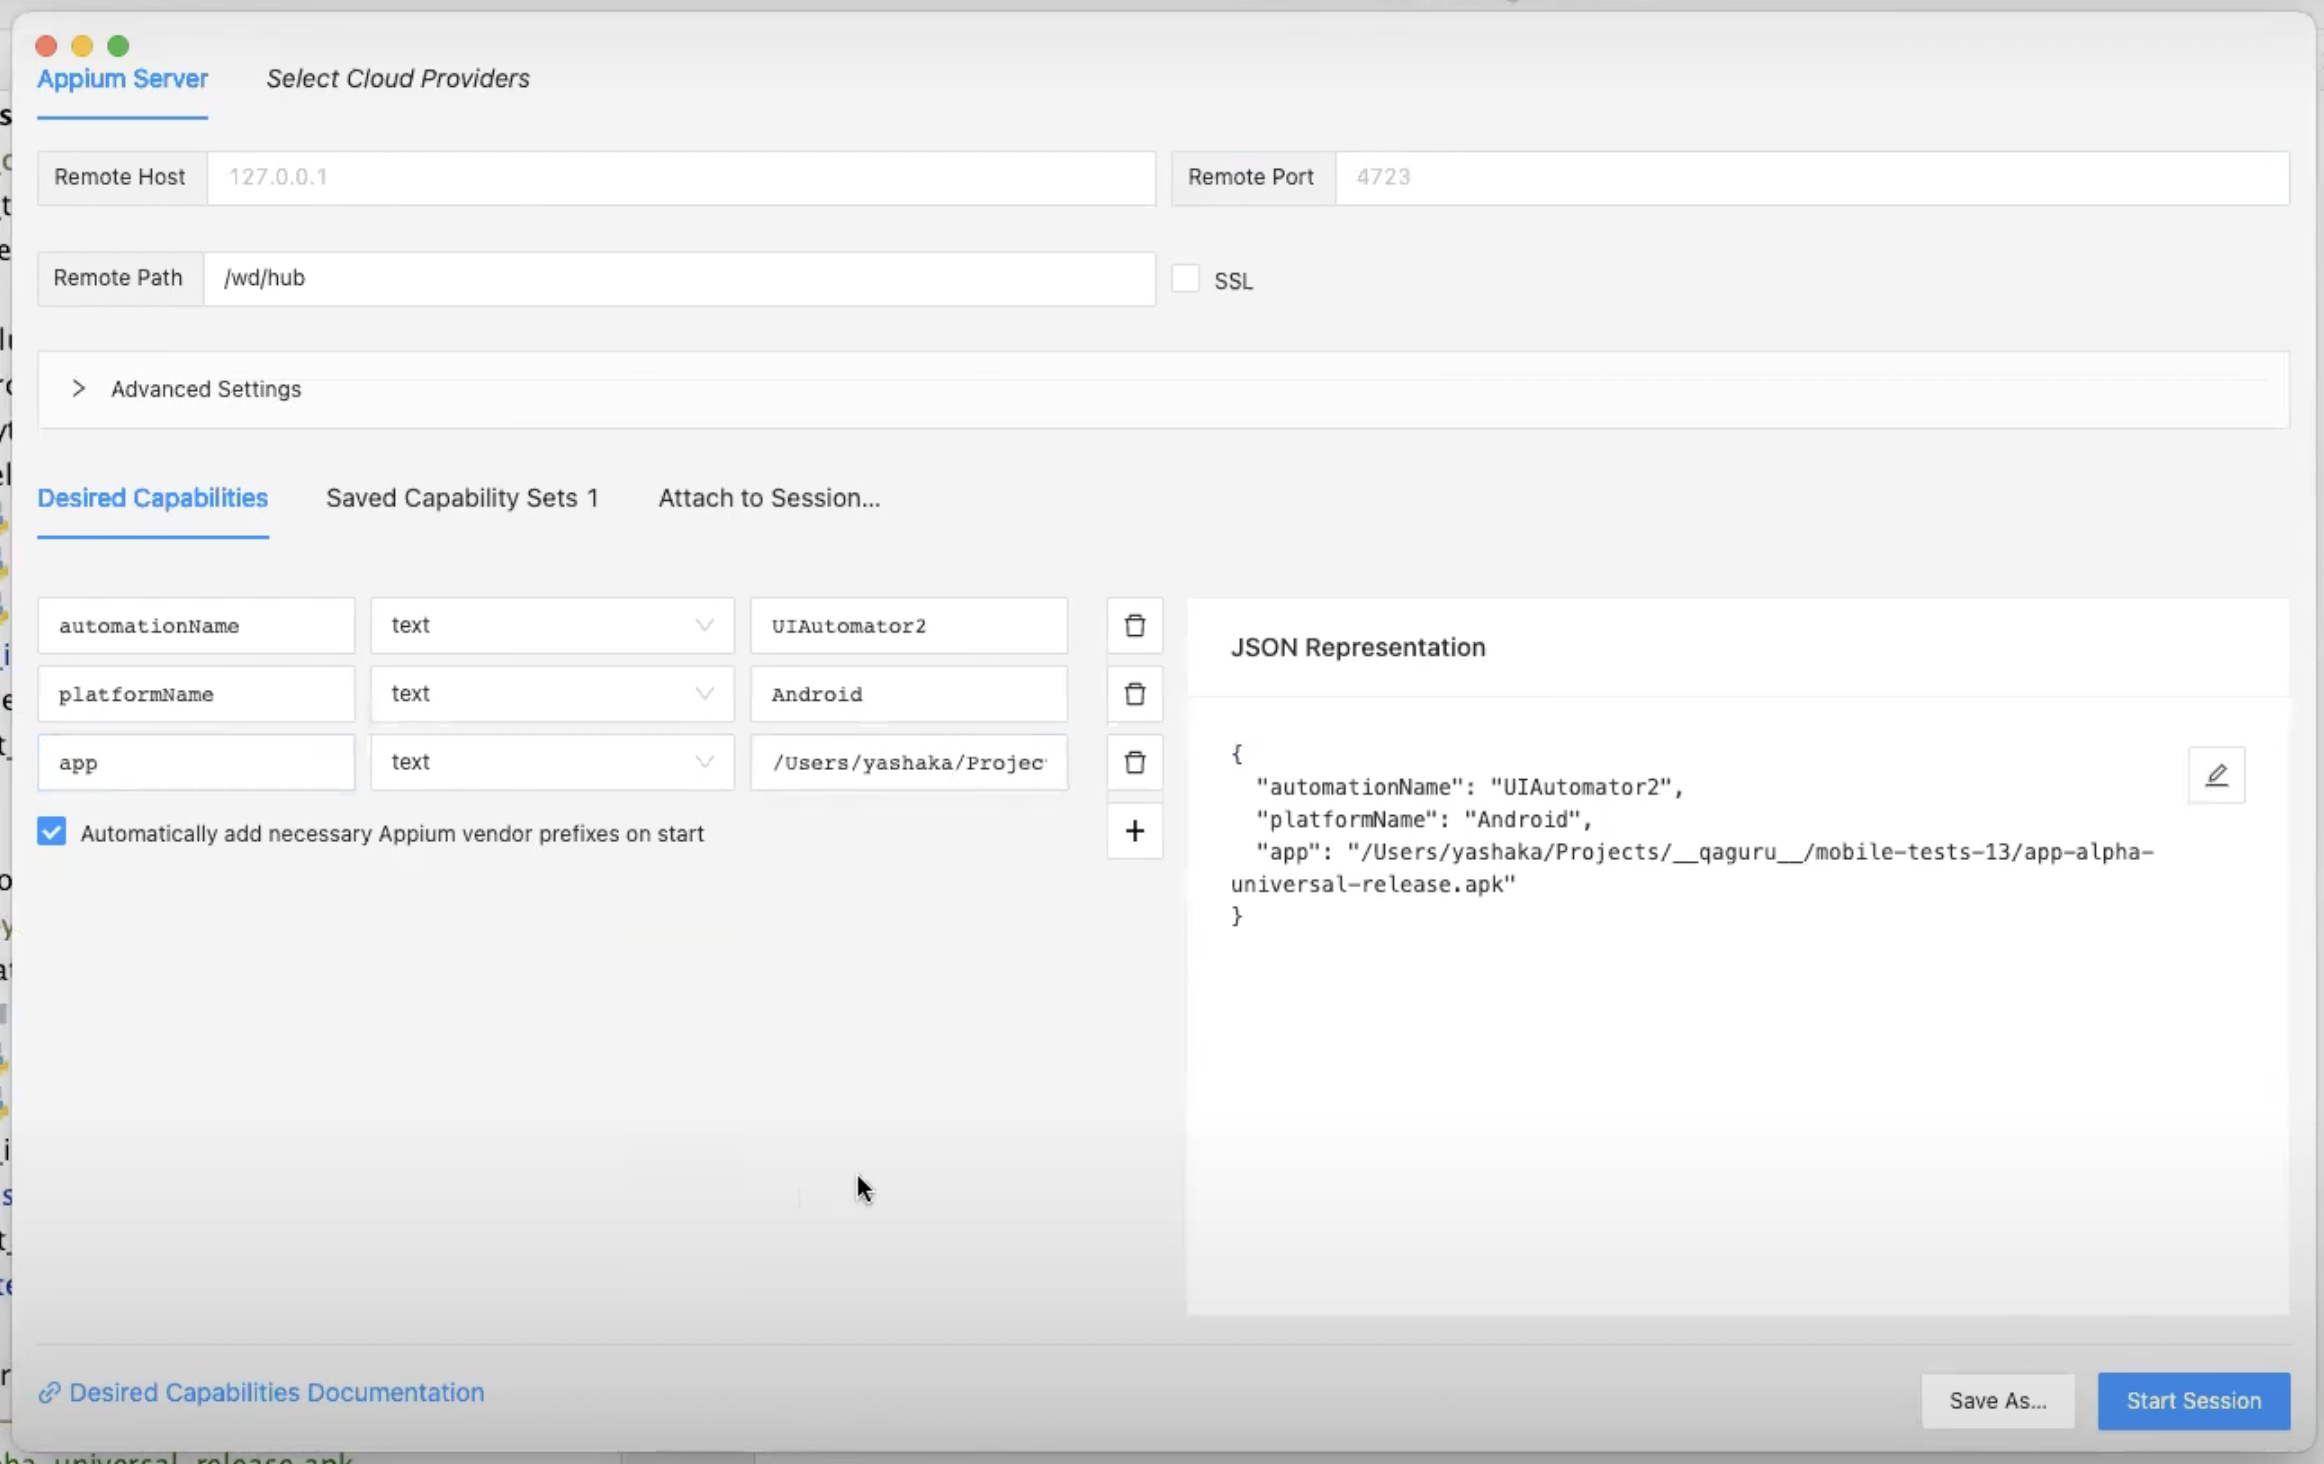 Appium Server
Select Cloud Providers
Remote Host
127.0.0.1
Remote Port
4723
Remote Path
/wd/hub
SSL
Advanced Settings
Desired Capabilities
Saved Capability Sets 1
Attach to Session...
automationName
text
UIAutomator2
platformName
text
Android
app
text
/Users/yashaka/Projec
Automatically add necessary Appium vendor prefixes on start
JSON Representation
{
"automationName": "UIAutomator2",
"platformName": "Android",
"app": "/Users/yashaka/Projects/__qaguru__/mobile-tests-13/app-alpha-
universal-release.apk"
}
Desired Capabilities Documentation
Save As...
Start Session